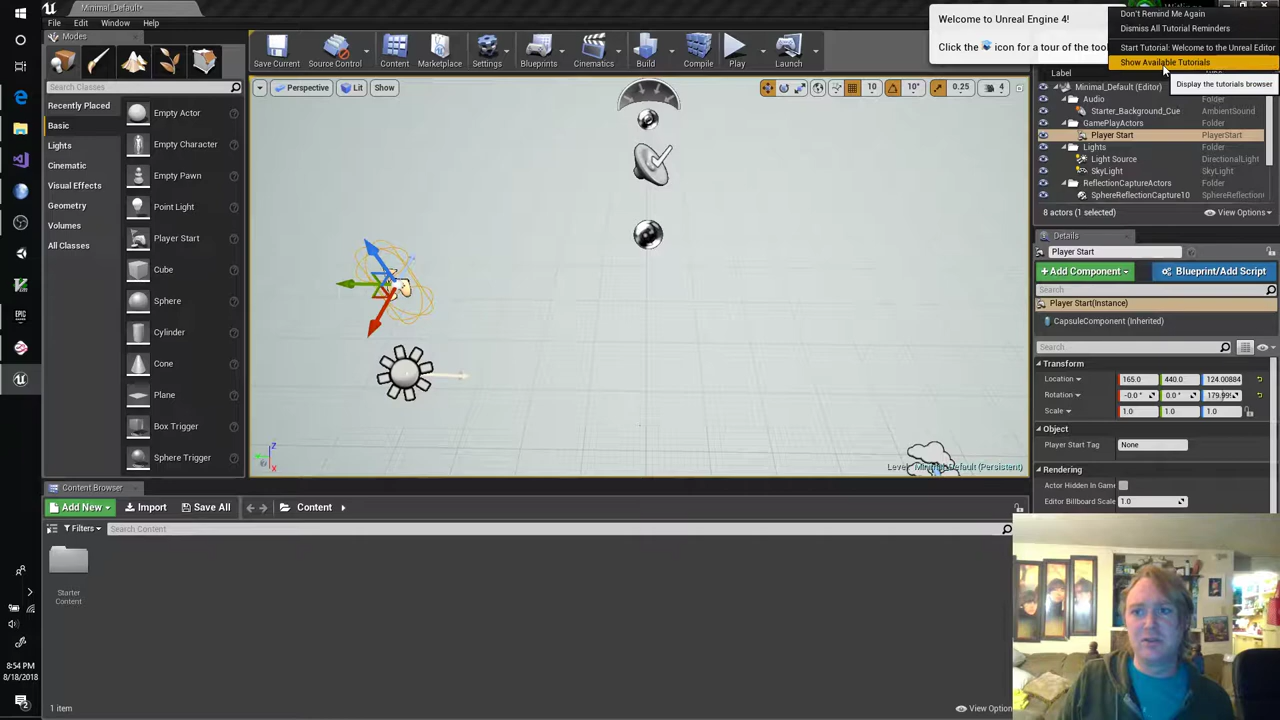 Minimal_Default*
File Edit Window Help
Welcome to Unreal Engine 4!
Click the icon for a tour of the tool
Don't Remind Me Again
Dismiss All Tutorial Reminders
Start Tutorial: Welcome to the Unreal Editor
Show Available Tutorials
Display the tutorials browser
Modes
Search Classes
Recently Placed
Basic
Lights
Cinematic
Visual Effects
Geometry
Volumes
All Classes
Empty Actor
Empty Character
Empty Pawn
Point Light
Player Start
Cube
Sphere
Cylinder
Cone
Plane
Box Trigger
Sphere Trigger
Save Current Source Control Content Marketplace Settings Blueprints Cinematics Build Compile Play Launch
Perspective Lit Show
10 10° 0.25 4
Level: Minimal_Default (Persistent)
Z
X
Label
Minimal_Default (Editor)
Audio Folder
Starter_Background_Cue AmbientSound
GamePlayActors Folder
Player Start PlayerStart
Lights Folder
Light Source DirectionalLight
SkyLight SkyLight
ReflectionCaptureActors Folder
SphereReflectionCapture10 SphereReflection
8 actors (1 selected) View Options
Details
Player Start
+Add Component Blueprint/Add Script
Search
Player Start(Instance)
CapsuleComponent (Inherited)
Search
Transform
Location 165.0 440.0 124.00884
Rotation -0.0 ° 0.0 °
Scale 1.0 1.0 1.0
Object
Player Start Tag None
Rendering
Actor Hidden In Game
Editor Billboard Scale 1.0
Content Browser
Add New Import Save All Content
Filters Search Content
Starter
Content
1 item View Option
EPIC
8:54 PM
8/18/2018
2